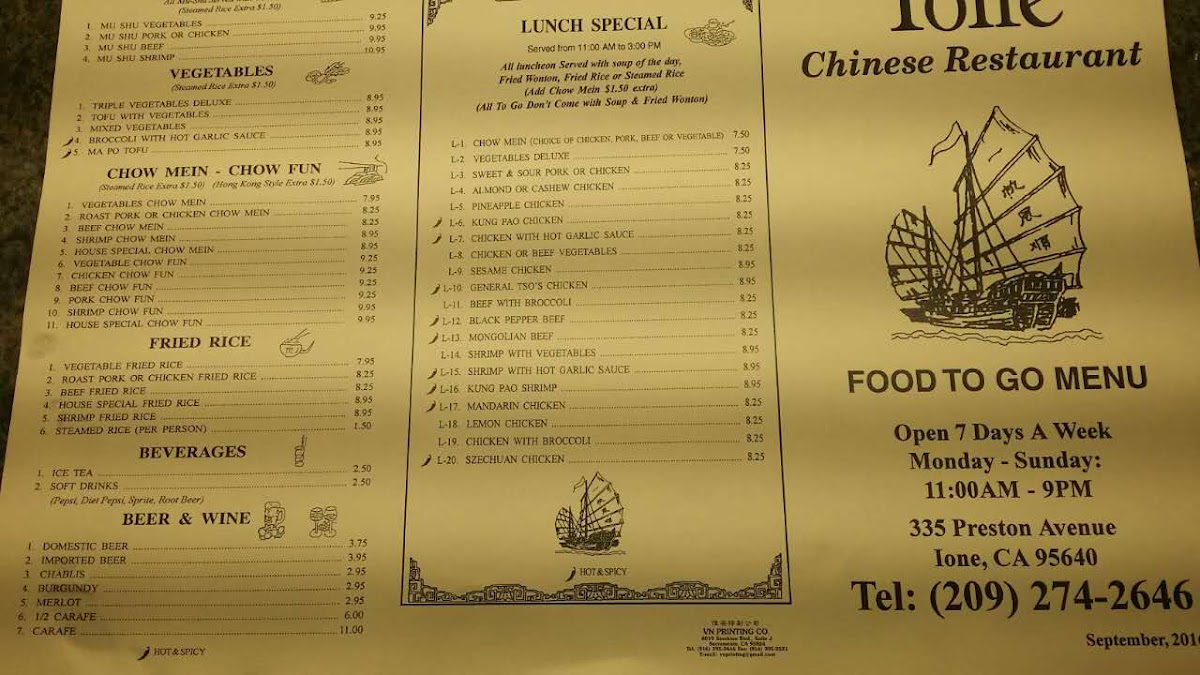 (Steamed Rice Extra $1.50)
1. MU SHU VEGETABLES 9.25
2. MU SHU PORK OR CHICKEN 9.95
3. MU SHU BEEF 9.95
4. MU SHU SHRIMP 10.95
VEGETABLES
(Steamed Rice Extra $1.50)
1. TRIPLE VEGETABLES DELUXE 8.95
2. TOFU WITH VEGETABLES 8.95
3. MIXED VEGETABLES 8.95
4. BROCCOLI WITH HOT GARLIC SAUCE 8.95
5. MA PO TOFU 8.95
CHOW MEIN - CHOW FUN
(Steamed Rice Extra $1.50) (Hong Kong Style Extra $1.50)
1. VEGETABLES CHOW MEIN 7.95
2. ROAST PORK OR CHICKEN CHOW MEIN 8.25
3. BEEF CHOW MEIN 8.25
4. SHRIMP CHOW MEIN 8.95
5. HOUSE SPECIAL CHOW MEIN 8.95
6. VEGETABLE CHOW FUN 9.25
7. CHICKEN CHOW FUN 9.25
8. BEEF CHOW FUN 9.25
9. PORK CHOW FUN 9.25
10. SHRIMP CHOW FUN 9.95
11. HOUSE SPECIAL CHOW FUN 9.95
FRIED RICE
1. VEGETABLE FRIED RICE 7.95
2. ROAST PORK OR CHICKEN FRIED RICE 8.25
3. BEEF FRIED RICE 8.25
4. HOUSE SPECIAL FRIED RICE 8.95
5. SHRIMP FRIED RICE 8.95
6. STEAMED RICE (PER PERSON) 1.50
BEVERAGES
1. ICE TEA 2.50
2. SOFT DRINKS 2.50
(Pepsi, Diet Pepsi, Sprite, Root Beer)
BEER & WINE
1. DOMESTIC BEER 3.75
2. IMPORTED BEER 3.95
3. CHABLIS 2.95
4. BURGUNDY 2.95
5. MERLOT 2.95
6. 1/2 CARAFE 6.00
7. CARAFE 11.00
HOT & SPICY
LUNCH SPECIAL
Served from 11:00 AM to 3:00 PM
All luncheon Served with soup of the day,
Fried Wonton, Fried Rice or Steamed Rice
(Add Chow Mein $1.50 extra)
(All To Go Don't Come with Soup & Fried Wonton)
L-1. CHOW MEIN (CHOICE OF CHICKEN, PORK, BEEF OR VEGETABLE) 7.50
L-2 VEGETABLES DELUXE 7.50
L-3. SWEET & SOUR PORK OR CHICKEN 8.25
L-4. ALMOND OR CASHEW CHICKEN 8.25
L-5. PINEAPPLE CHICKEN 8.25
L-6. KUNG PAO CHICKEN 8.25
L-7. CHICKEN WITH HOT GARLIC SAUCE 8.25
L-8. CHICKEN OR BEEF VEGETABLES 8.25
L-9. SESAME CHICKEN 8.95
L-10. GENERAL TSO'S CHICKEN 8.95
L-11. BEEF WITH BROCCOLI 8.25
L-12. BLACK PEPPER BEEF 8.25
L-13. MONGOLIAN BEEF 8.25
L-14. SHRIMP WITH VEGETABLES 8.95
L-15. SHRIMP WITH HOT GARLIC SAUCE 8.95
L-16. KUNG PAO SHRIMP 8.95
L-17. MANDARIN CHICKEN 8.25
L-18. LEMON CHICKEN 8.25
L-19. CHICKEN WITH BROCCOLI 8.25
L-20. SZECHUAN CHICKEN 8.25
HOT & SPICY
VN PRINTING CO.
Ione
Chinese Restaurant
帆
風
順
FOOD TO GO MENU
Open 7 Days A Week
Monday - Sunday:
11:00AM - 9PM
335 Preston Avenue
Ione, CA 95640
Tel: (209) 274-2646
September, 2016